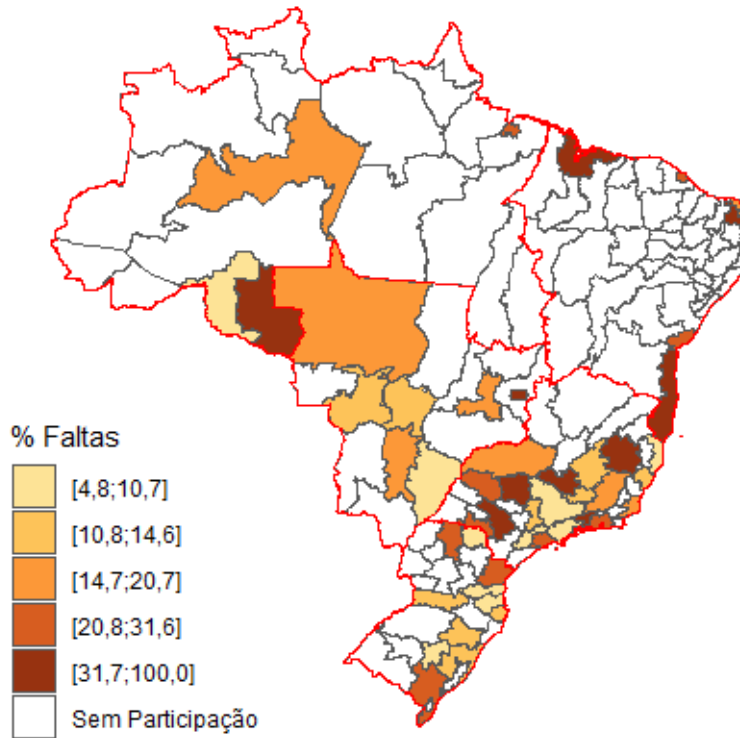 % Faltas
[4,8;10,7]
[10,8;14,6]
[14,7;20,7]
[20,8;31,6]
[31,7;100,0]
Sem Participação